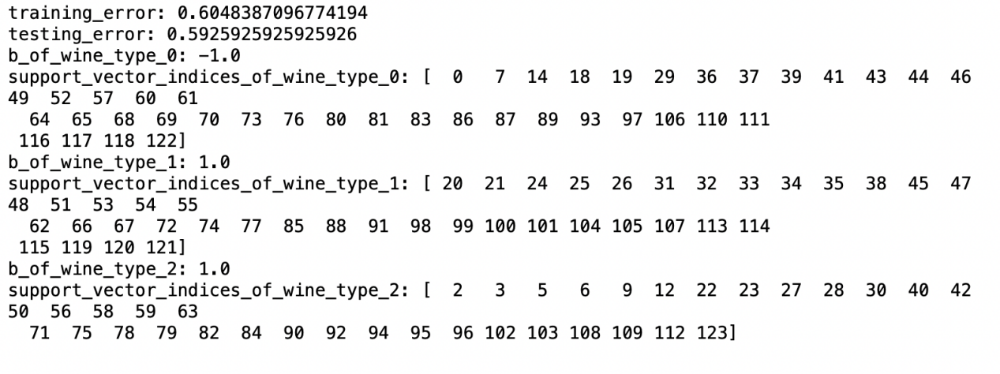 training_error: 0.6048387096774194
testing_error: 0.5925925925925926
b_of_wine_type_0: -1.0
support_vector_indices_of_wine_type_0: [  0   7  14  18  19  29  36  37  39  41  43  44  46
49  52  57  60  61
  64  65  68  69  70  73  76  80  81  83  86  87  89  93  97 106 110 111
 116 117 118 122]
b_of_wine_type_1: 1.0
support_vector_indices_of_wine_type_1: [ 20  21  24  25  26  31  32  33  34  35  38  45  47
48  51  53  54  55
  62  66  67  72  74  77  85  88  91  98  99 100 101 104 105 107 113 114
 115 119 120 121]
b_of_wine_type_2: 1.0
support_vector_indices_of_wine_type_2: [  2   3   5   6   9  12  22  23  27  28  30  40  42
50  56  58  59  63
  71  75  78  79  82  84  90  92  94  95  96 102 103 108 109 112 123]